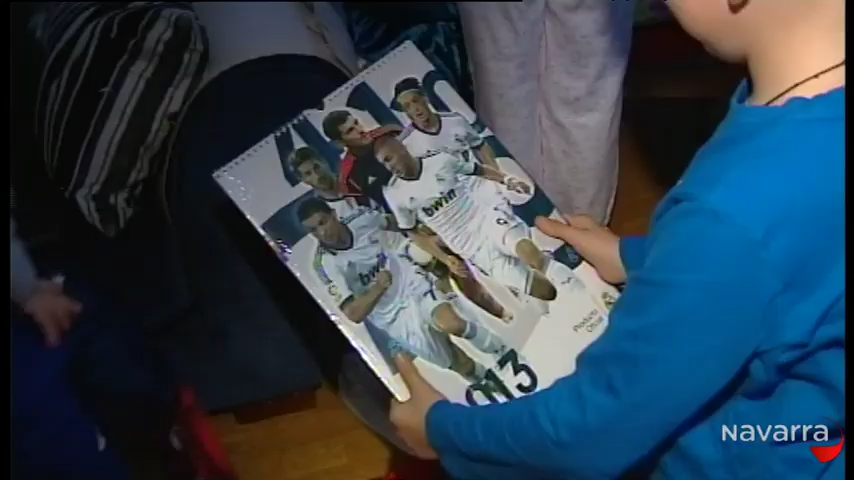 bwin
bwin
Producto
Oficial
013
NAVARRA